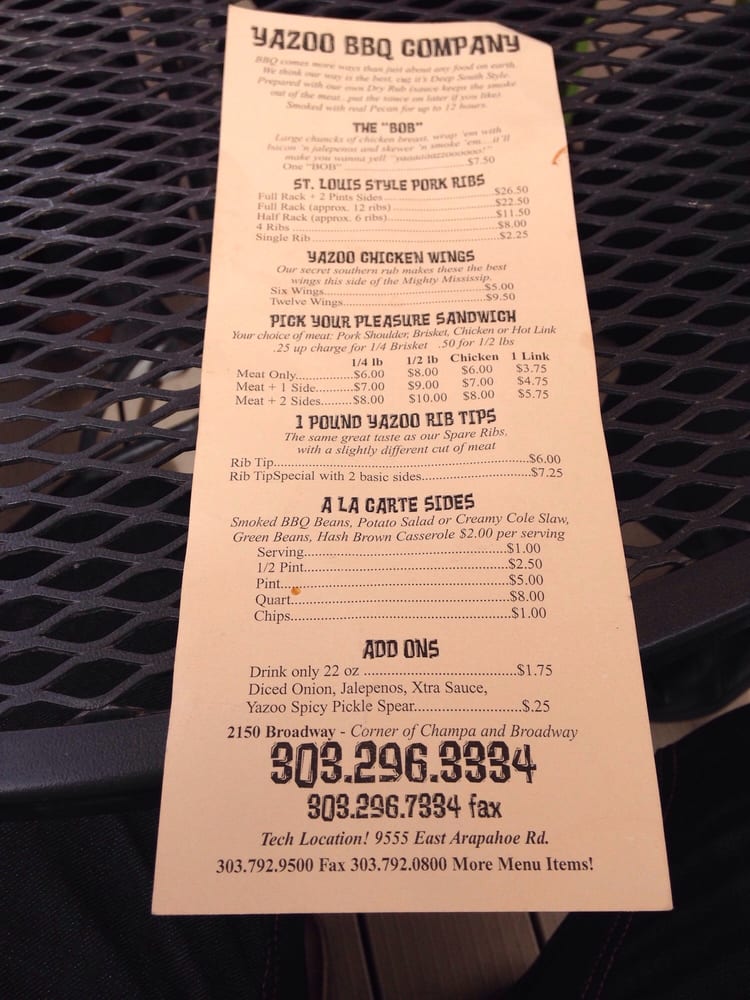 YAZOO BBQ COMPANY
BBQ comes more ways than just about any food on earth.
We think our way is the best, cuz it's Deep South Style.
Prepared with our own Dry Rub (sauce keeps the smoke
out of the meat...put the sauce on later if you like).
Smoked with real Pecan for up to 12 hours.
THE "BOB"
Large chuncks of chicken breast, wrap 'em with
bacon 'n jalepenos and skewer 'n smoke 'em....it'll
make you wanna yell
One "BOB"..............................$7.50
ST. LOUIS STYLE PORK RIBS
Full Rack + 2 Pints Sides..............................$26.50
Full Rack (approx. 12 ribs)..............................$22.50
Half Rack (approx. 6 ribs)..............................$11.50
4 Ribs..............................$8.00
Single Rib..............................$2.25
YAZOO CHICKEN WINGS
Our secret southern rub makes these the best
wings this side of the Mighty Mississip.
Six Wings..............................$5.00
Twelve Wings..............................$9.50
PICK YOUR PLEASURE SANDWICH
Your choice of meat: Pork Shoulder, Brisket, Chicken or Hot Link
.25 up charge for 1/4 Brisket .50 for 1/2 lbs
1/4 lb 1/2 lb Chicken 1 Link
Meat Only..............$6.00 $8.00 $6.00 $3.75
Meat + 1 Side.........$7.00 $9.00 $7.00 $4.75
Meat + 2 Sides........$8.00 $10.00 $8.00 $5.75
1 POUND YAZOO RIB TIPS
The same great taste as our Spare Ribs,
with a slightly different cut of meat
Rib Tip..............................$6.00
Rib TipSpecial with 2 basic sides..............................$7.25
A LA CARTE SIDES
Smoked BBQ Beans, Potato Salad or Creamy Cole Slaw,
Green Beans, Hash Brown Casserole $2.00 per serving
Serving..............................$1.00
1/2 Pint..............................$2.50
Pint..............................$5.00
Quart..............................$8.00
Chips..............................$1.00
ADD ONS
Drink only 22 oz ..............................$1.75
Diced Onion, Jalepenos, Xtra Sauce,
Yazoo Spicy Pickle Spear..............................$.25
2150 Broadway - Corner of Champa and Broadway
303.296.3334
303.296.7334 fax
Tech Location! 9555 East Arapahoe Rd.
303.792.9500 Fax 303.792.0800 More Menu Items!